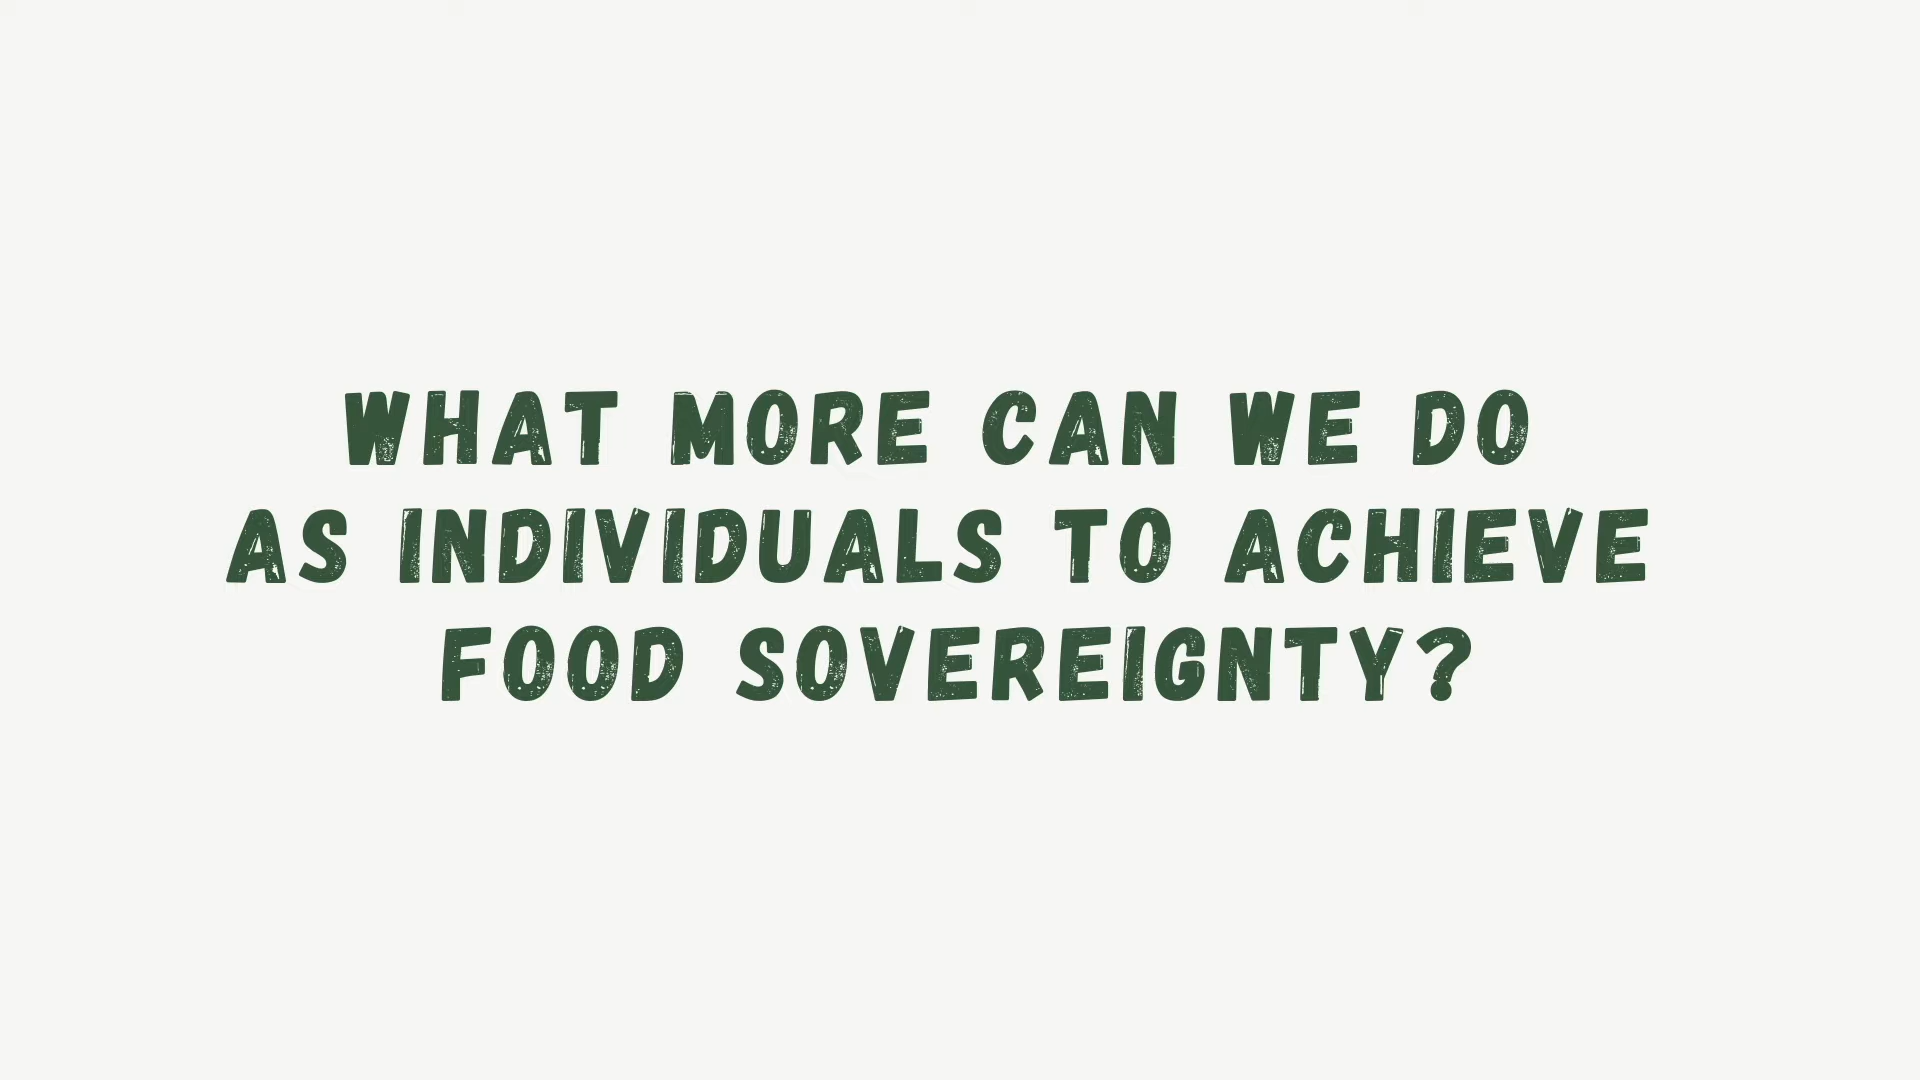 WHAT MORE CAN WE DO
AS INDIVIDUALS TO ACHIEVE
FOOD SOVEREIGNTY?